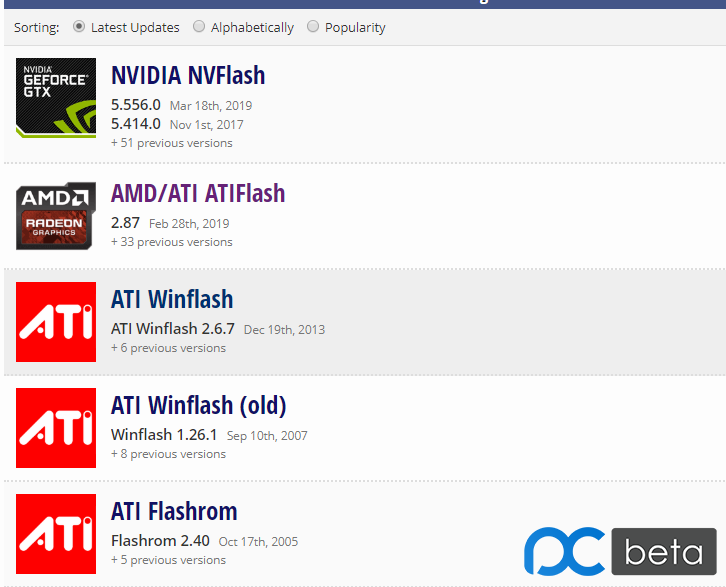 Sorting: Latest Updates Alphabetically Popularity
NVIDIA
GEFORCE
GTX
NVIDIA NVFlash
5.556.0 Mar 18th, 2019
5.414.0 Nov 1st, 2017
+ 51 previous versions
AMD
RADEON
GRAPHICS
AMD/ATI ATIFlash
2.87 Feb 28th, 2019
+ 33 previous versions
ATI
ATI Winflash
ATI Winflash 2.6.7 Dec 19th, 2013
+ 6 previous versions
ATI
ATI Winflash (old)
Winflash 1.26.1 Sep 10th, 2007
+ 8 previous versions
ATI
ATI Flashrom
Flashrom 2.40 Oct 17th, 2005
+ 5 previous versions
pc beta